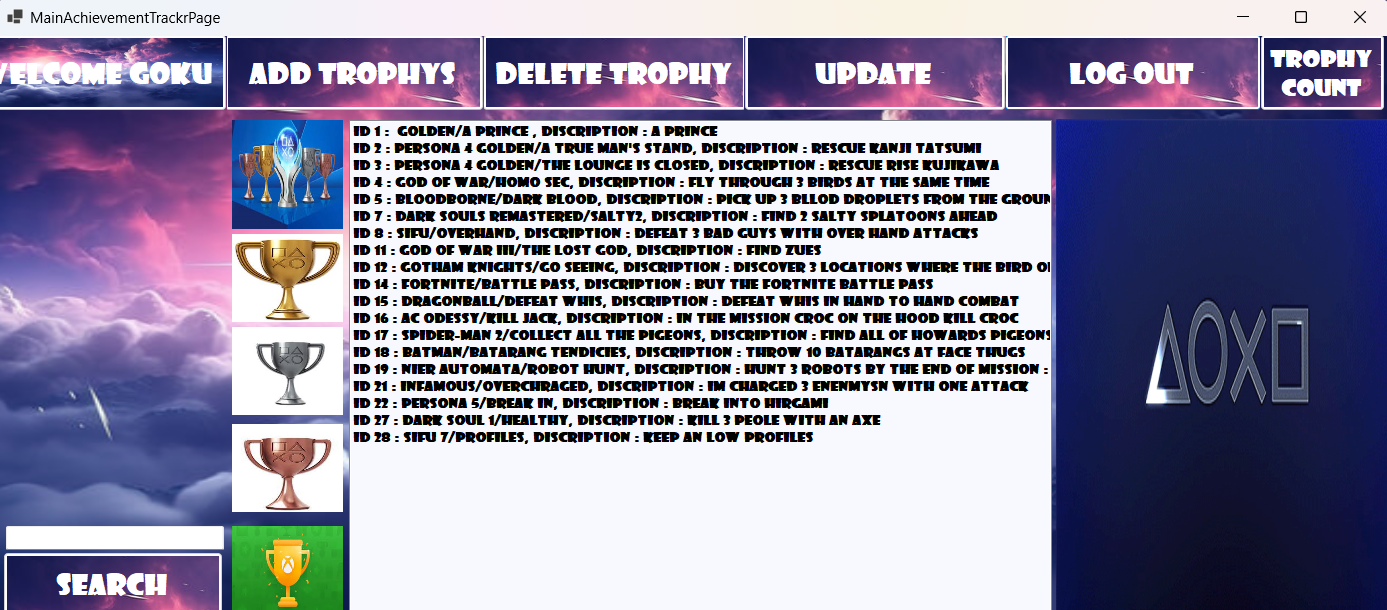 MainAchievementTrackrPage
WELCOME GOKU
ADD TROPHYS
DELETE TROPHY
UPDATE
LOG OUT
TROPHY
COUNT
ID 1 :  GOLDEN/A PRINCE , DISCRIPTION : A PRINCE
ID 2 : PERSONA 4 GOLDEN/A TRUE MAN'S STAND, DISCRIPTION : RESCUE KANJI TATSUMI
ID 3 : PERSONA 4 GOLDEN/THE LOUNGE IS CLOSED, DISCRIPTION : RESCUE RISE KUJIKAWA
ID 4 : GOD OF WAR/HOMO SEC, DISCRIPTION : FLY THROUGH 3 BIRDS AT THE SAME TIME
ID 5 : BLOODBORNE/DARK BLOOD, DISCRIPTION : PICK UP 3 BLLOD DROPLETS FROM THE GROUN
ID 7 : DARK SOULS REMASTERED/SALTY2, DISCRIPTION : FIND 2 SALTY SPLATOONS AHEAD
ID 8 : SIFU/OVERHAND, DISCRIPTION : DEFEAT 3 BAD GUYS WITH OVER HAND ATTACKS
ID 11 : GOD OF WAR III/THE LOST GOD, DISCRIPTION : FIND ZUES
ID 12 : GOTHAM KNIGHTS/GO SEEING, DISCRIPTION : DISCOVER 3 LOCATIONS WHERE THE BIRD O
ID 14 : FORTNITE/BATTLE PASS, DISCRIPTION : BUY THE FORTNITE BATTLE PASS
ID 15 : DRAGONBALL/DEFEAT WHIS, DISCRIPTION : DEFEAT WHIS IN HAND TO HAND COMBAT
ID 16 : AC ODESSY/KILL JACK, DISCRIPTION : IN THE MISSION CROC ON THE HOOD KILL CROC
ID 17 : SPIDER-MAN 2/COLLECT ALL THE PIGEONS, DISCRIPTION : FIND ALL OF HOWARDS PIGEONS
ID 18 : BATMAN/BATARANG TENDICIES, DISCRIPTION : THROW 10 BATARANGS AT FACE THUGS
ID 19 : NIER AUTOMATA/ROBOT HUNT, DISCRIPTION : HUNT 3 ROBOTS BY THE END OF MISSION :
ID 21 : INFAMOUS/OVERCHRAGED, DISCRIPTION : IM CHARGED 3 ENENMYSN WITH ONE ATTACK
ID 22 : PERSONA 5/BREAK IN, DISCRIPTION : BREAK INTO HIRGAMI
ID 27 : DARK SOUL 1/HEALTHY, DISCRIPTION : KILL 3 PEOLE WITH AN AXE
ID 28 : SIFU 7/PROFILES, DISCRIPTION : KEEP AN LOW PROFILES
SEARCH